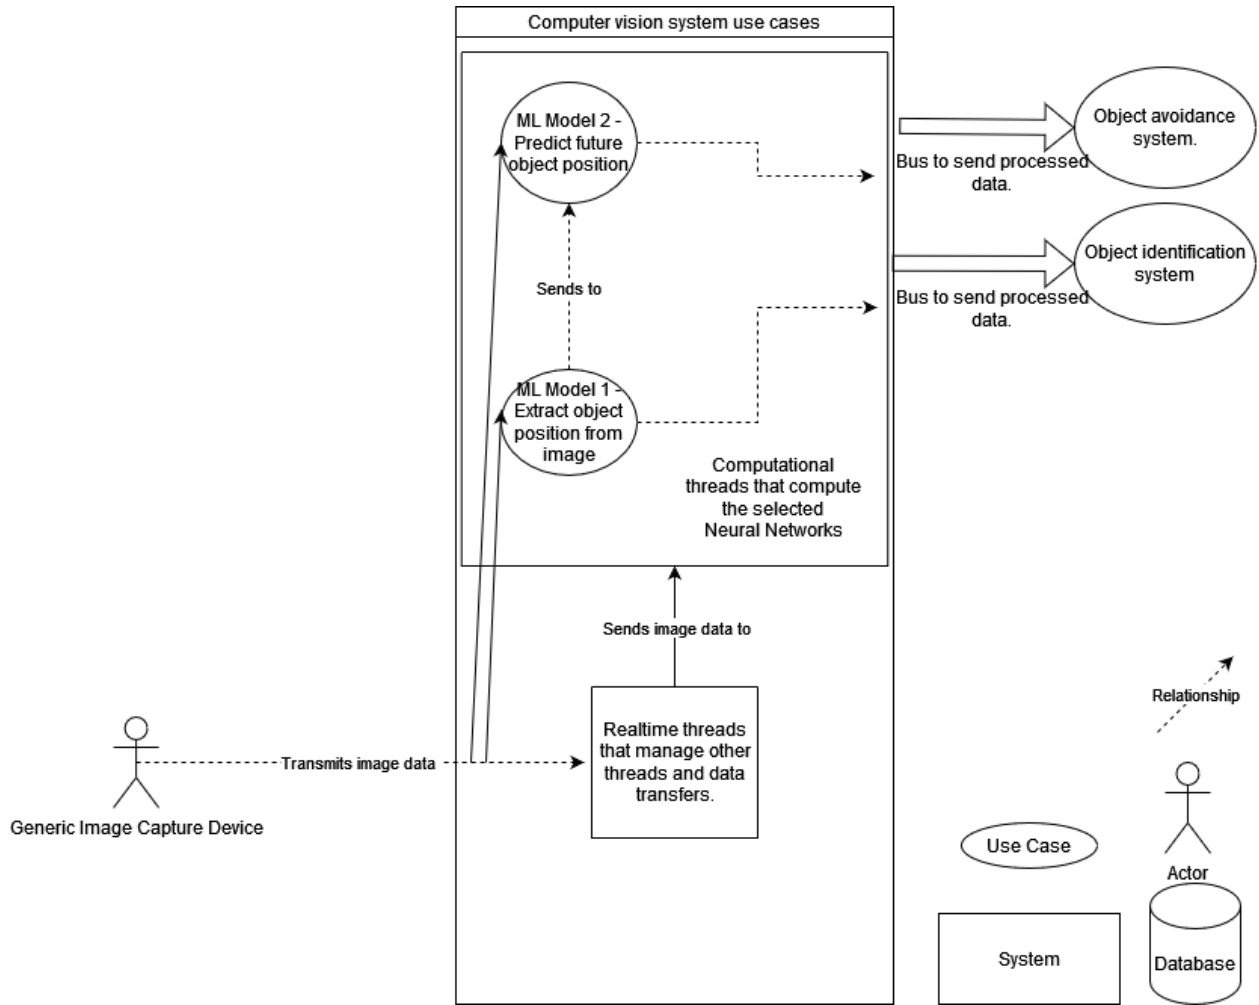 Computer vision system use cases
ML Model 2 -
Predict future
object position
Object avoidance
system.
Bus to send processed
data.
Object identification
system
Sends to
Bus to send processed
data.
ML Model 1 -
Extract object
position from
image
Computational
threads that compute
the selected
Neural Networks
Sends image data to
Relationship
Realtime threads
that manage other
threads and data
transfers.
Transmits image data
Generic Image Capture Device
Use Case
Actor
System
Database